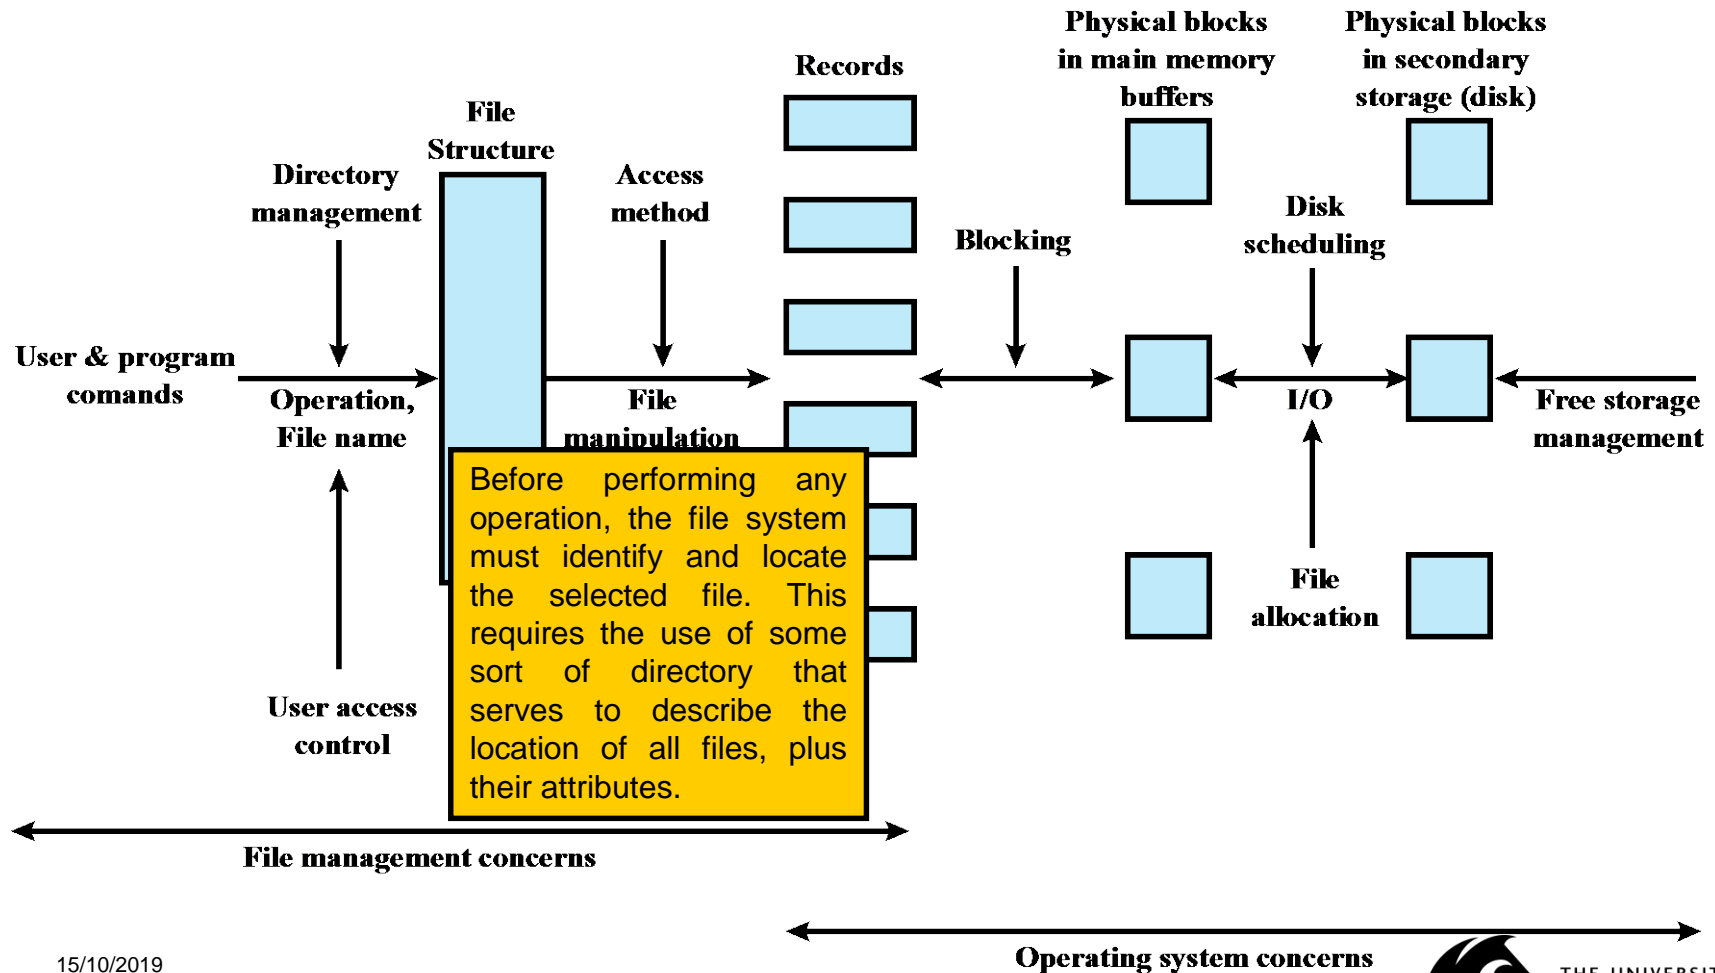 Physical blocks
in main memory
buffers
Physical blocks
in secondary
storage (disk)
Records
File
Structure
Directory
management
Access
method
Blocking
Disk
scheduling
User & program
comands
Operation,
File name
File
manipulation
I/O
Free storage
management
Before performing any
operation, the file system
must identify and locate
the selected file. This
requires the use of some
sort of directory that
serves to describe the
location of all files, plus
their attributes.
File
allocation
User access
control
File management concerns
Operating system concerns
15/10/2019
THE UNIVERSIT